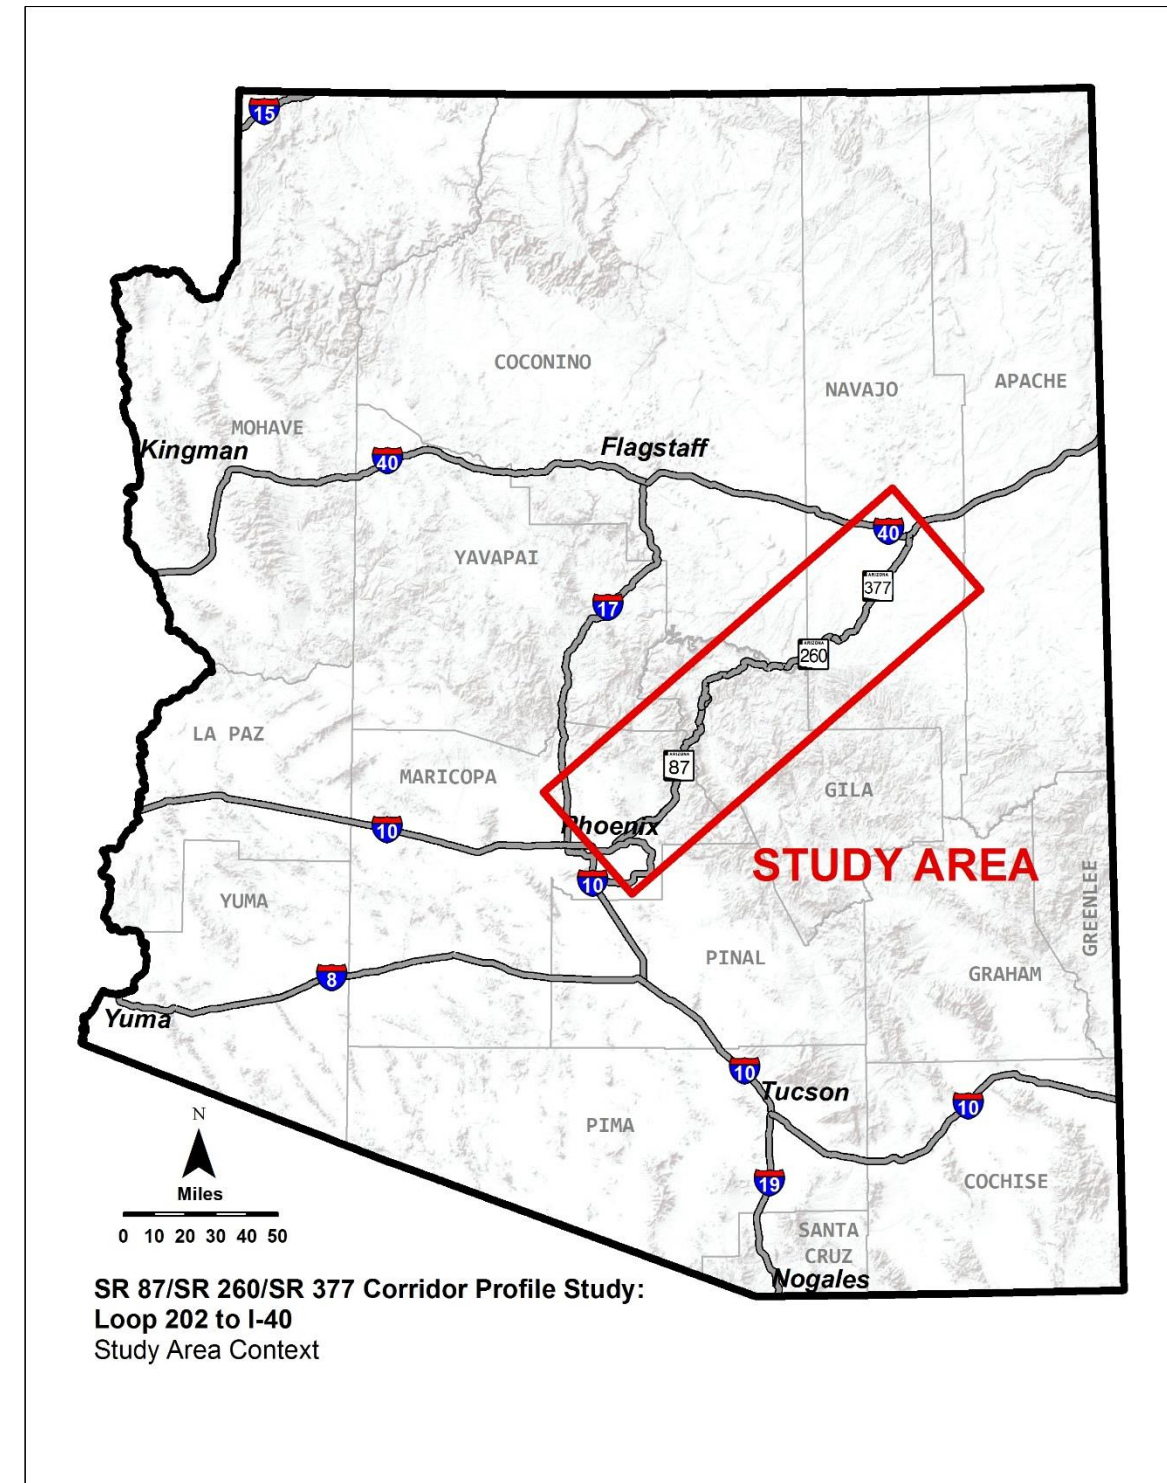 15
COCONINO
NAVAJO
APACHE
MOHAVE
Kingman
Flagstaff
40
40
YAVAPAI
377
17
ARIZONA
260
LA PAZ
ARIZONA
87
MARICOPA
GILA
10
Phoenix
STUDY AREA
10
YUMA
GREENLEE
PINAL
GRAHAM
8
Yuma
10
Tucson
10
N
PIMA
Miles
19
COCHISE
0 10 20 30 40 50
SANTA
CRUZ
Nogales
SR 87/SR 260/SR 377 Corridor Profile Study:
Loop 202 to I-40
Study Area Context